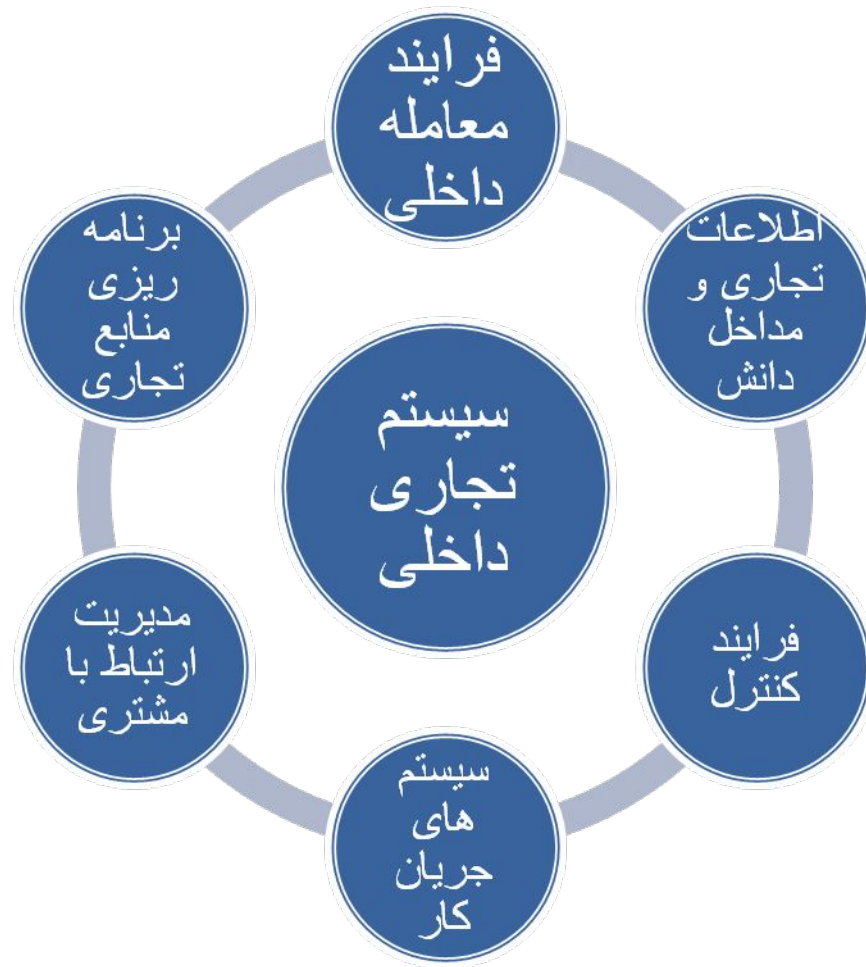 فرایند
معامله
داخلی
اطلاعات
تجاری و
مداخل
دانش
فرایند
کنترل
سیستم
های
جریان
کار
مدیریت
ارتباط با
مشتری
برنامه
ریزی
منابع
تجاری
سیستم
تجاری
داخلی